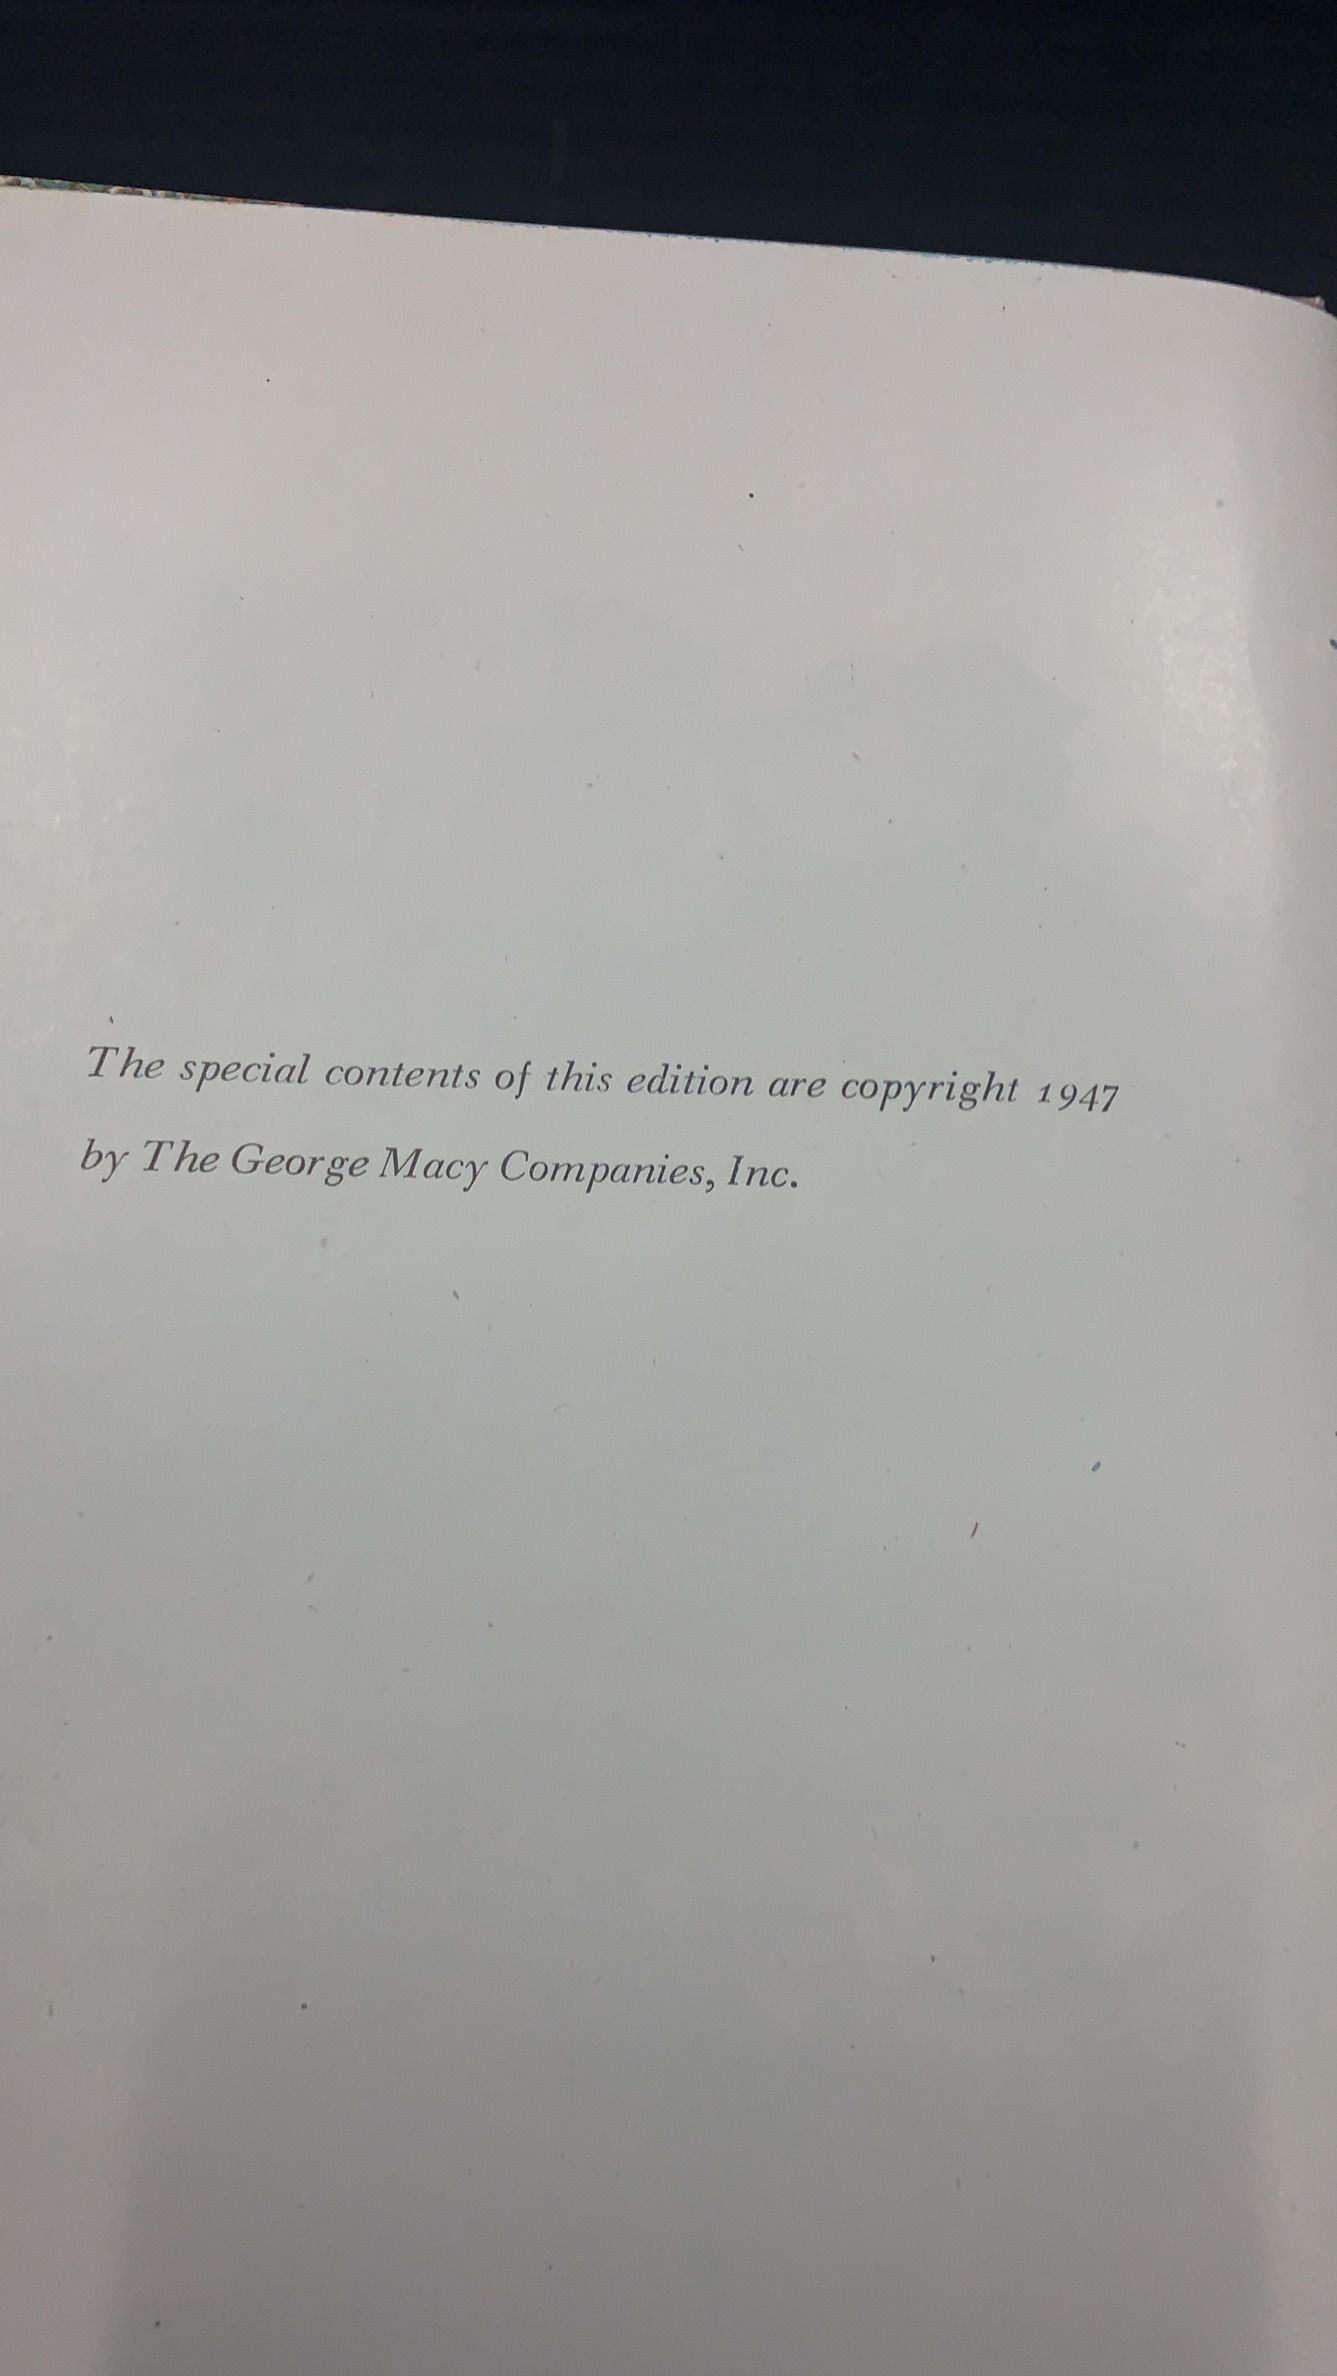 The special contents of this edition are copyright 1947
by The George Macy Companies, Inc.